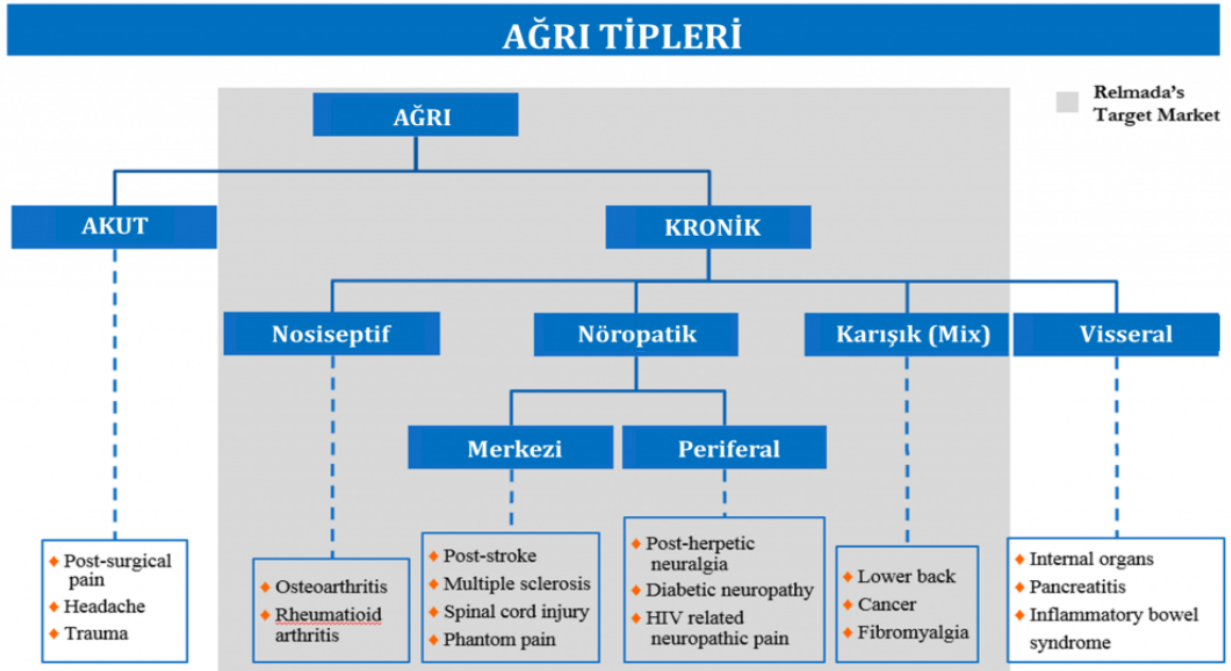 AĞRI TİPLERİ
Relmada's
Target Market
AĞRI
AKUT
KRONİK
Nosiseptif
Nöropatik
Karışık (Mix)
Visseral
Merkezi
Periferal
Post-surgical
pain
Headache
Trauma
Osteoarthritis
Rheumatioid
arthritis
Post-stroke
Multiple sclerosis
Spinal cord injury
Phantom pain
Post-herpetic
neuralgia
Diabetic neuropathy
HIV related
neuropathic pain
Lower back
Cancer
Fibromyalgia
Internal organs
Pancreatitis
Inflammatory bowel
syndrome